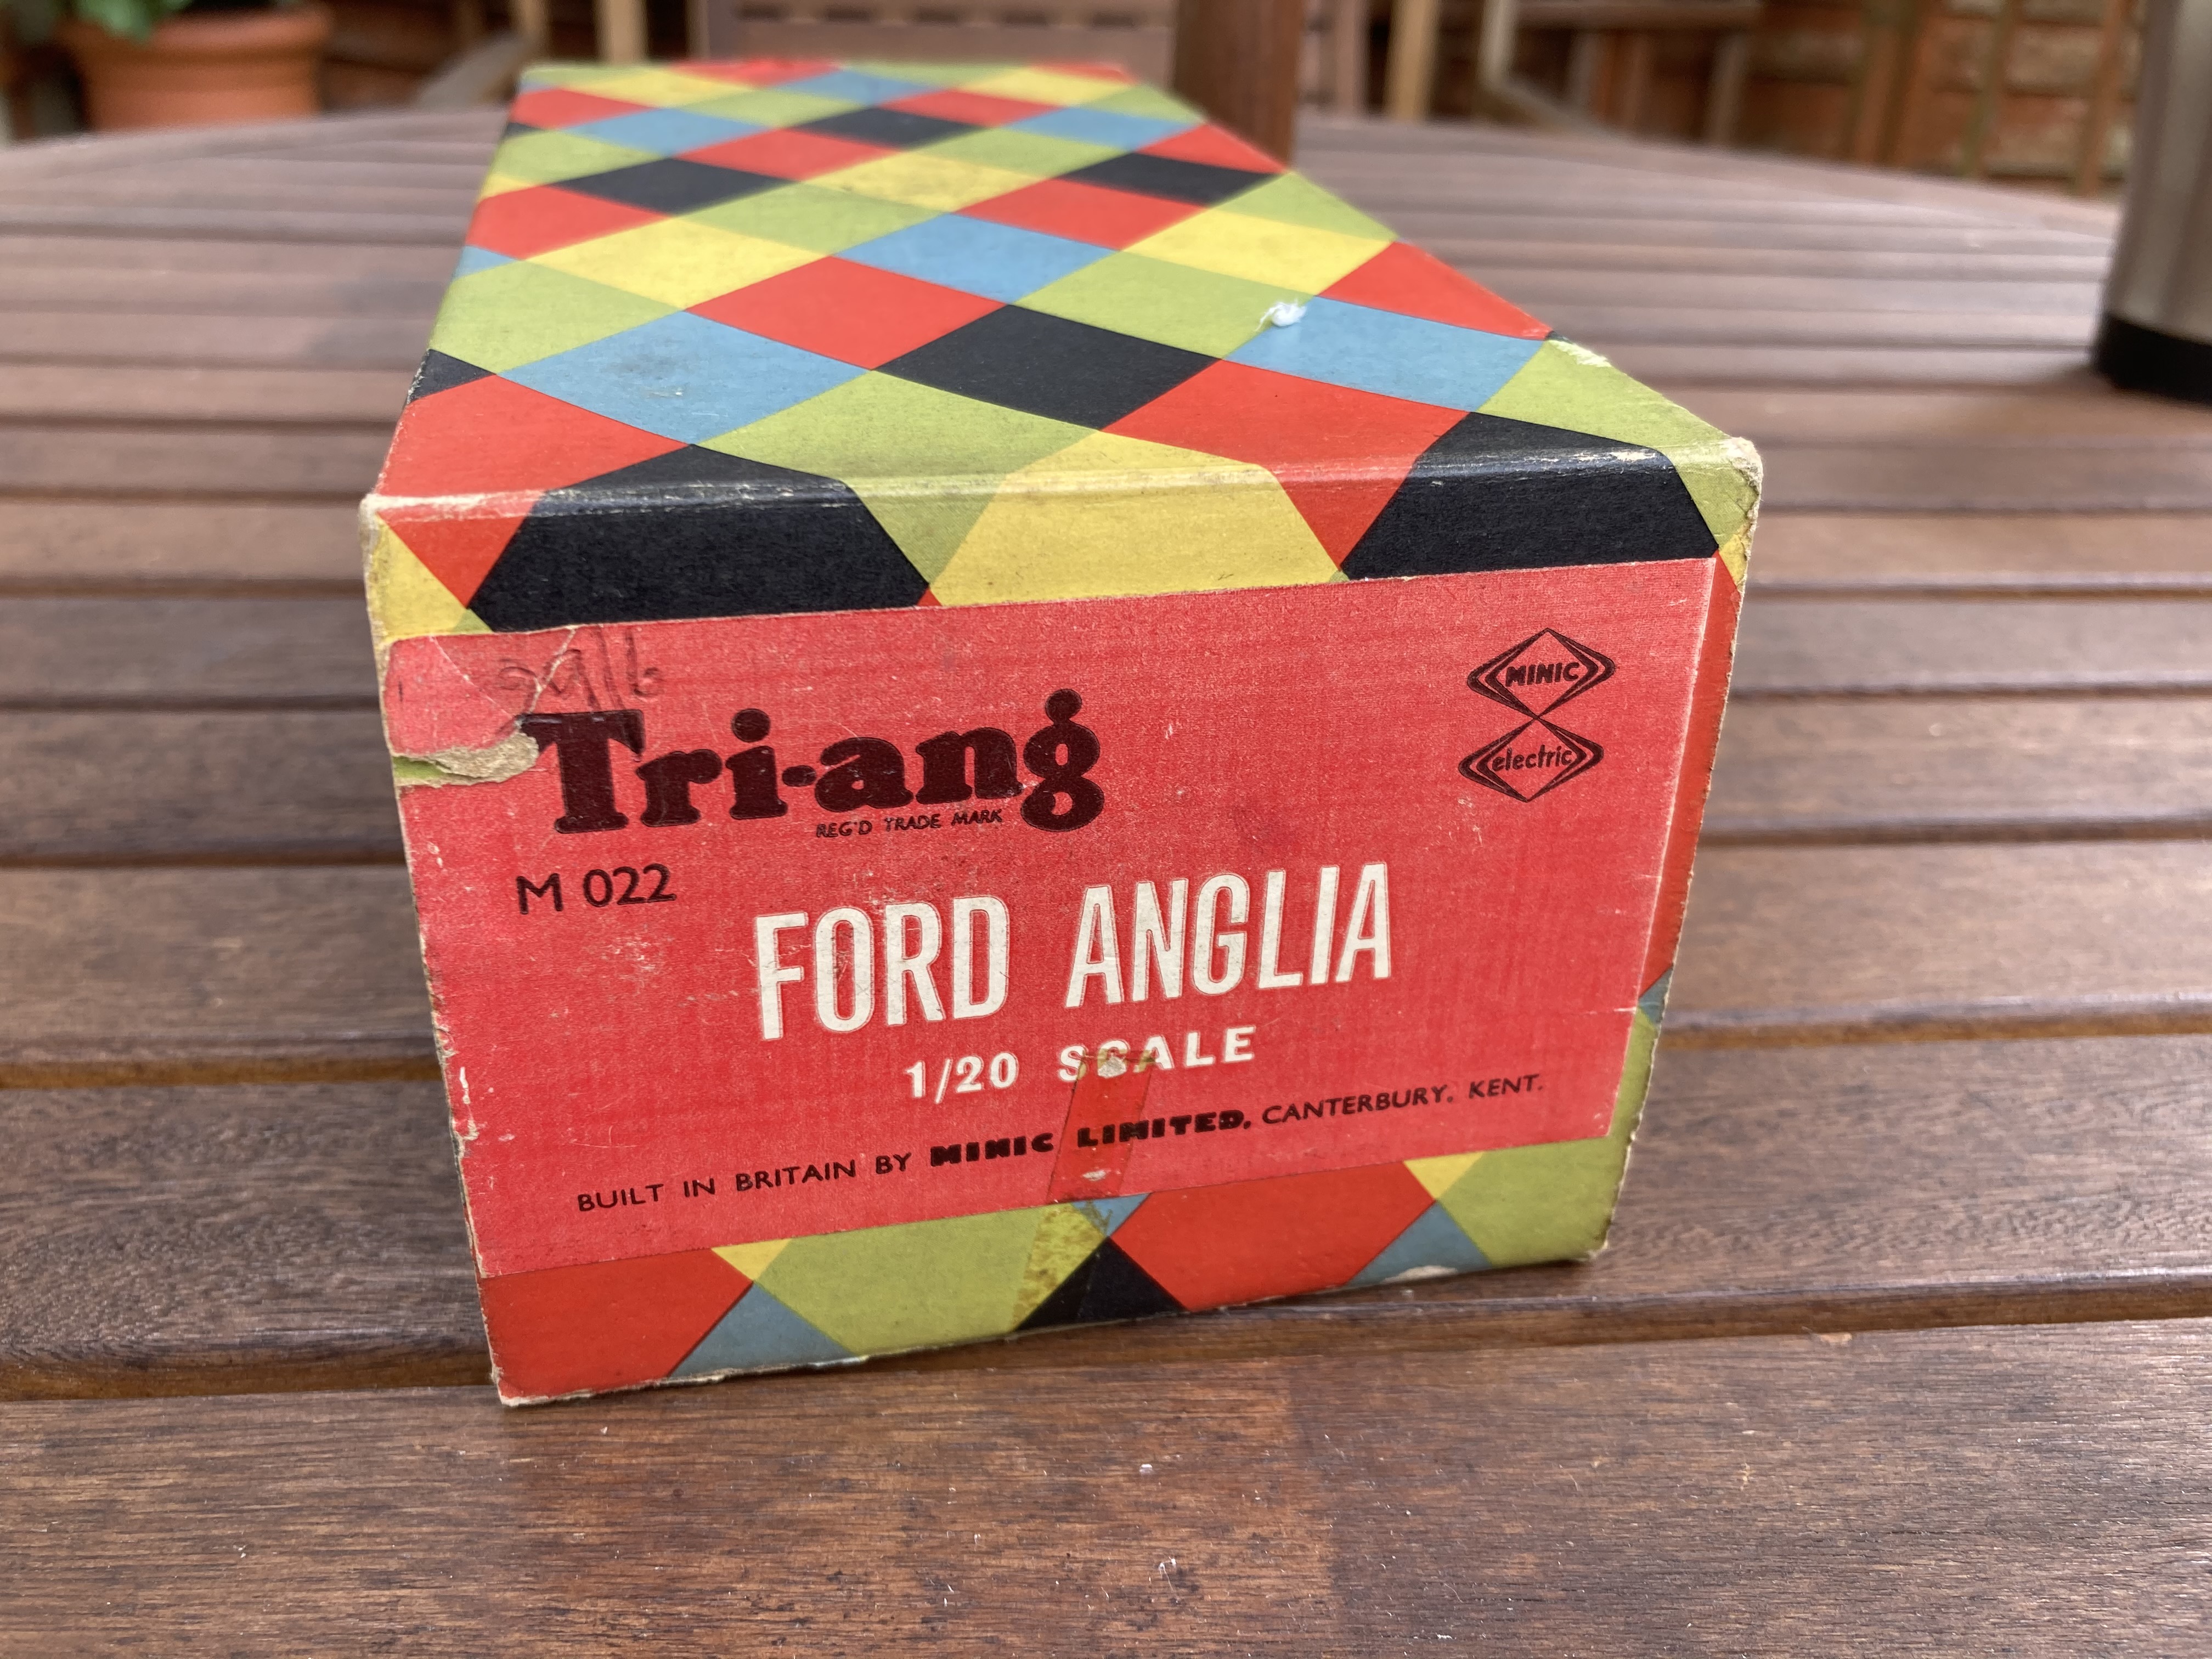 MINIC
electric
Tri-ang
REG'D TRADE MARK
M 022
FORD ANGLIA
1/20 SCALE
BUILT IN BRITAIN BY MINIC LIMITED, CANTERBURY. KENT.